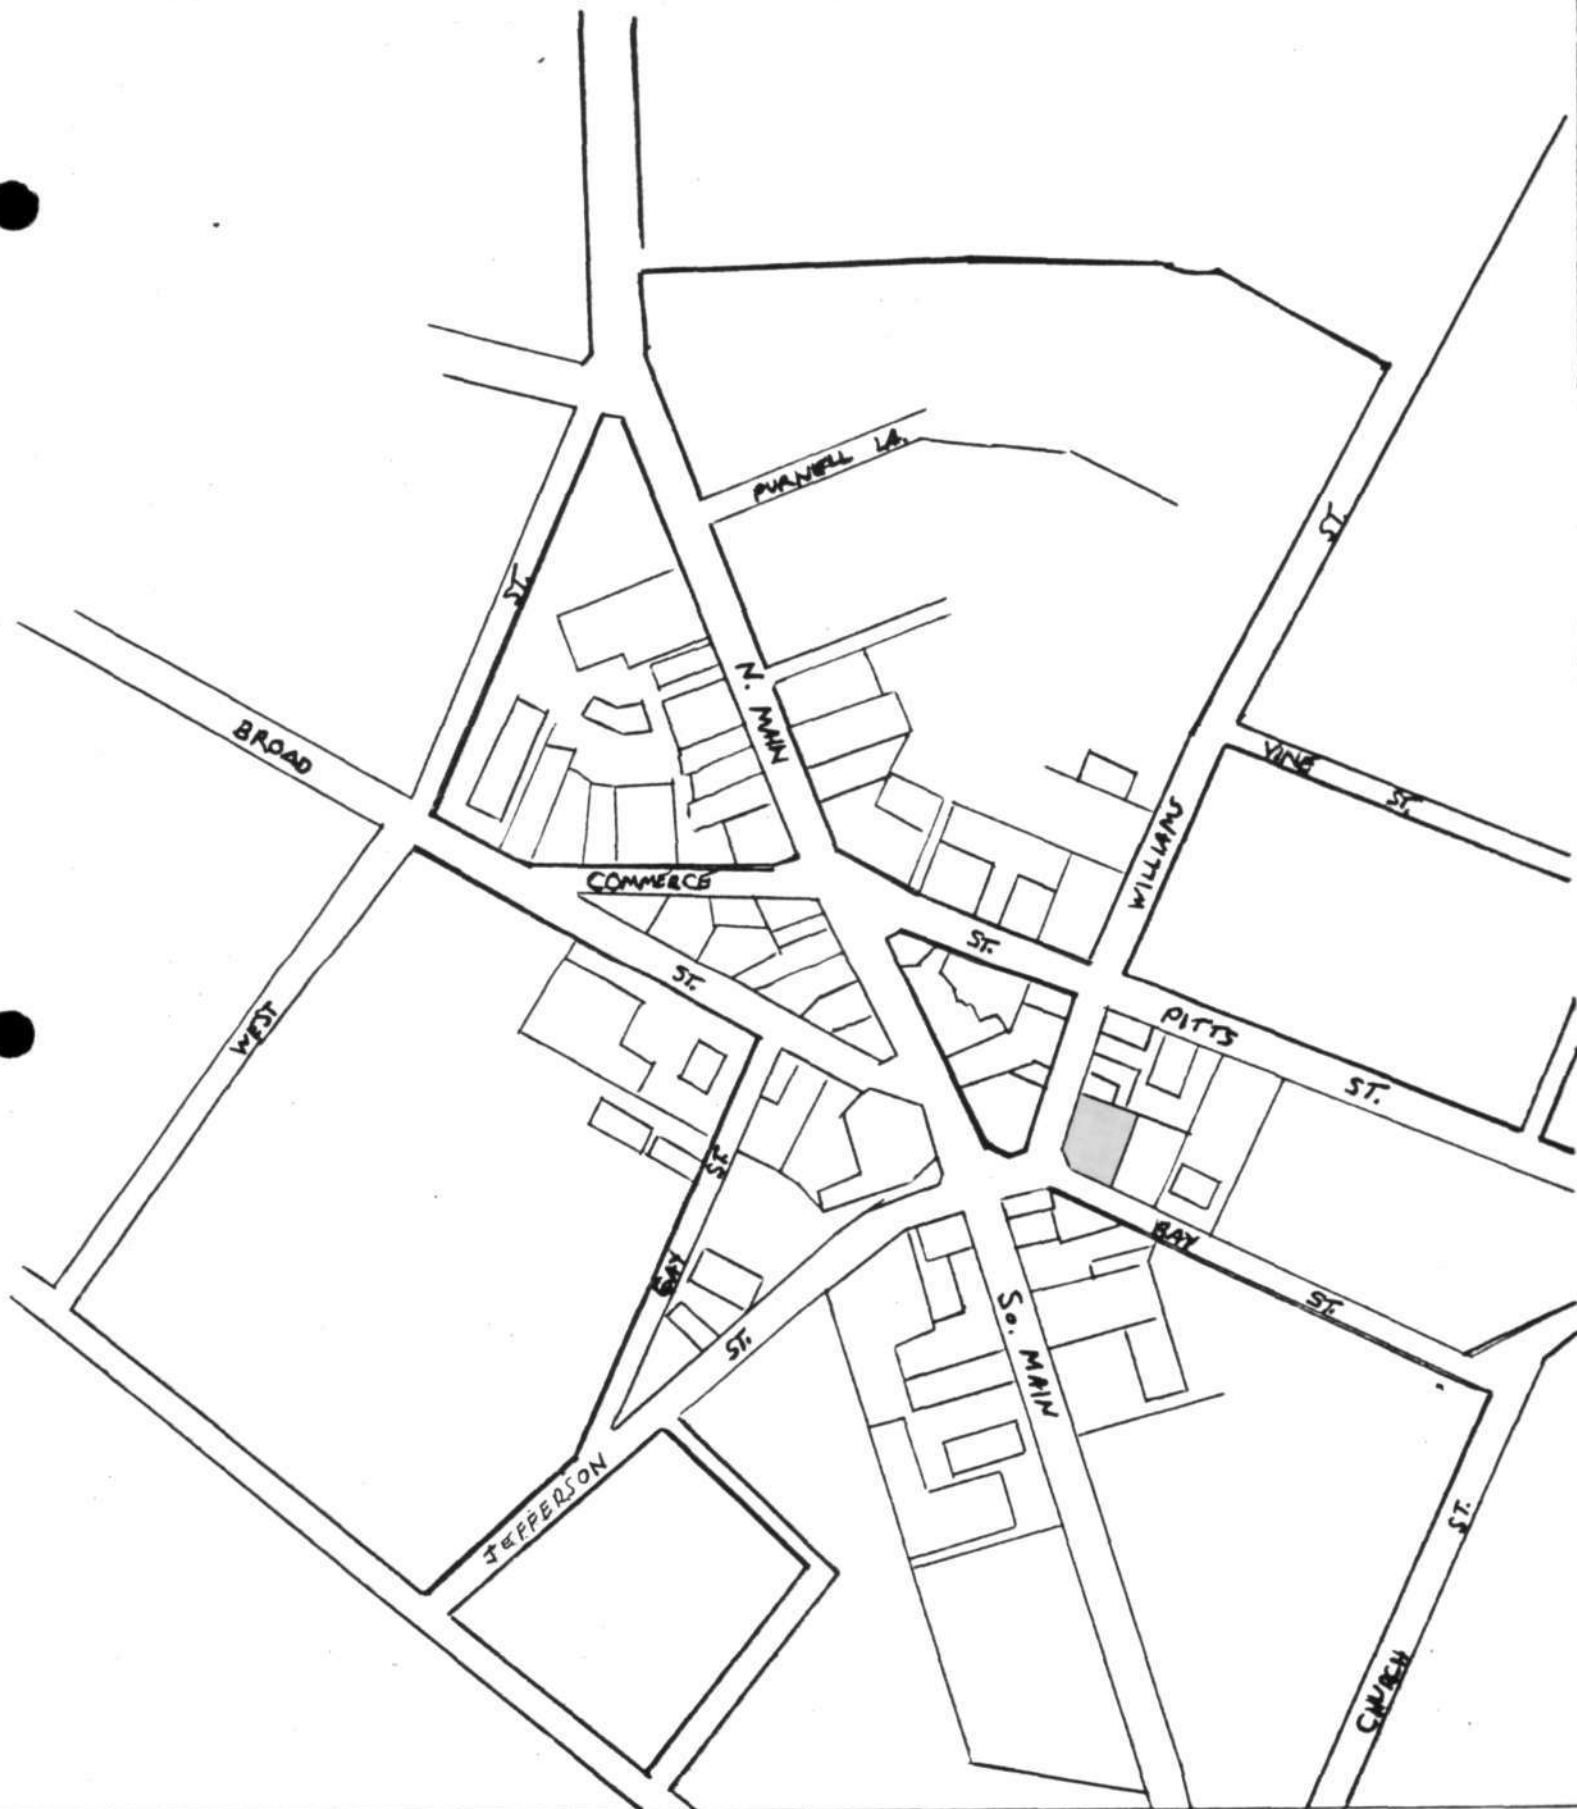 PURNELL LA.
ST.
ST.
N. MAIN
BROAD
VINE
ST.
WILLIAMS
COMMERCE
ST.
ST.
WEST
PITTS
ST.
ST.
BAY
BAY
ST.
So. MAIN
ST.
JEFFERSON
ST.
CHURCH